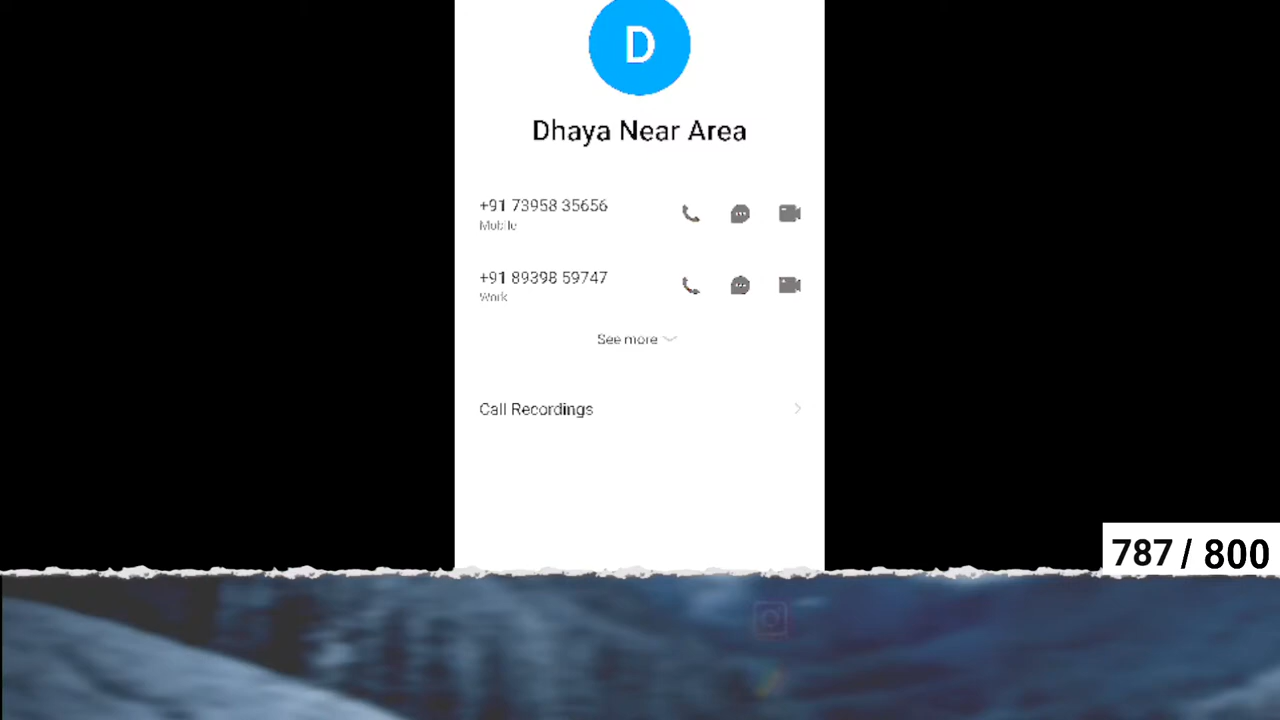 D
Dhaya Near Area
+91 73958 35656
Mobile
+91 89398 59747
Work
See more
Call Recordings
787 / 800